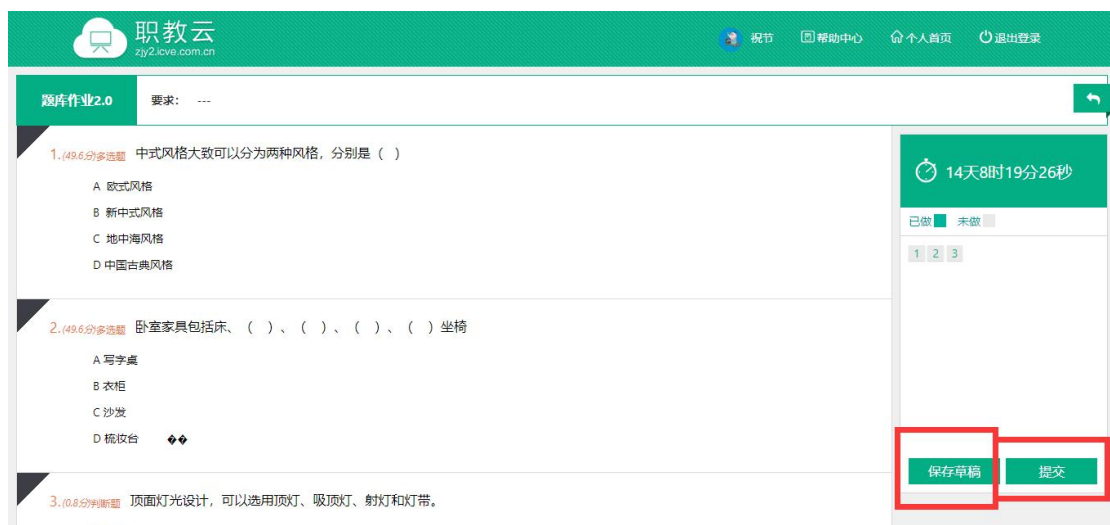 职教云
zjy2.icve.com.cn
祝节 帮助中心 个人首页 退出登录
题库作业2.0 要求： ---
1.(49.6分)多选题 中式风格大致可以分为两种风格，分别是（ ）
A 欧式风格
B 新中式风格
C 地中海风格
D 中国古典风格
2.(49.6分)多选题 卧室家具包括床、（ ）、（ ）、（ ）、（ ）坐椅
A 写字桌
B 衣柜
C 沙发
D 梳妆台 ��
3.(0.8分)判断题 顶面灯光设计，可以选用顶灯、吸顶灯、射灯和灯带。
14天8时19分26秒
已做 未做
1 2 3
保存草稿 提交